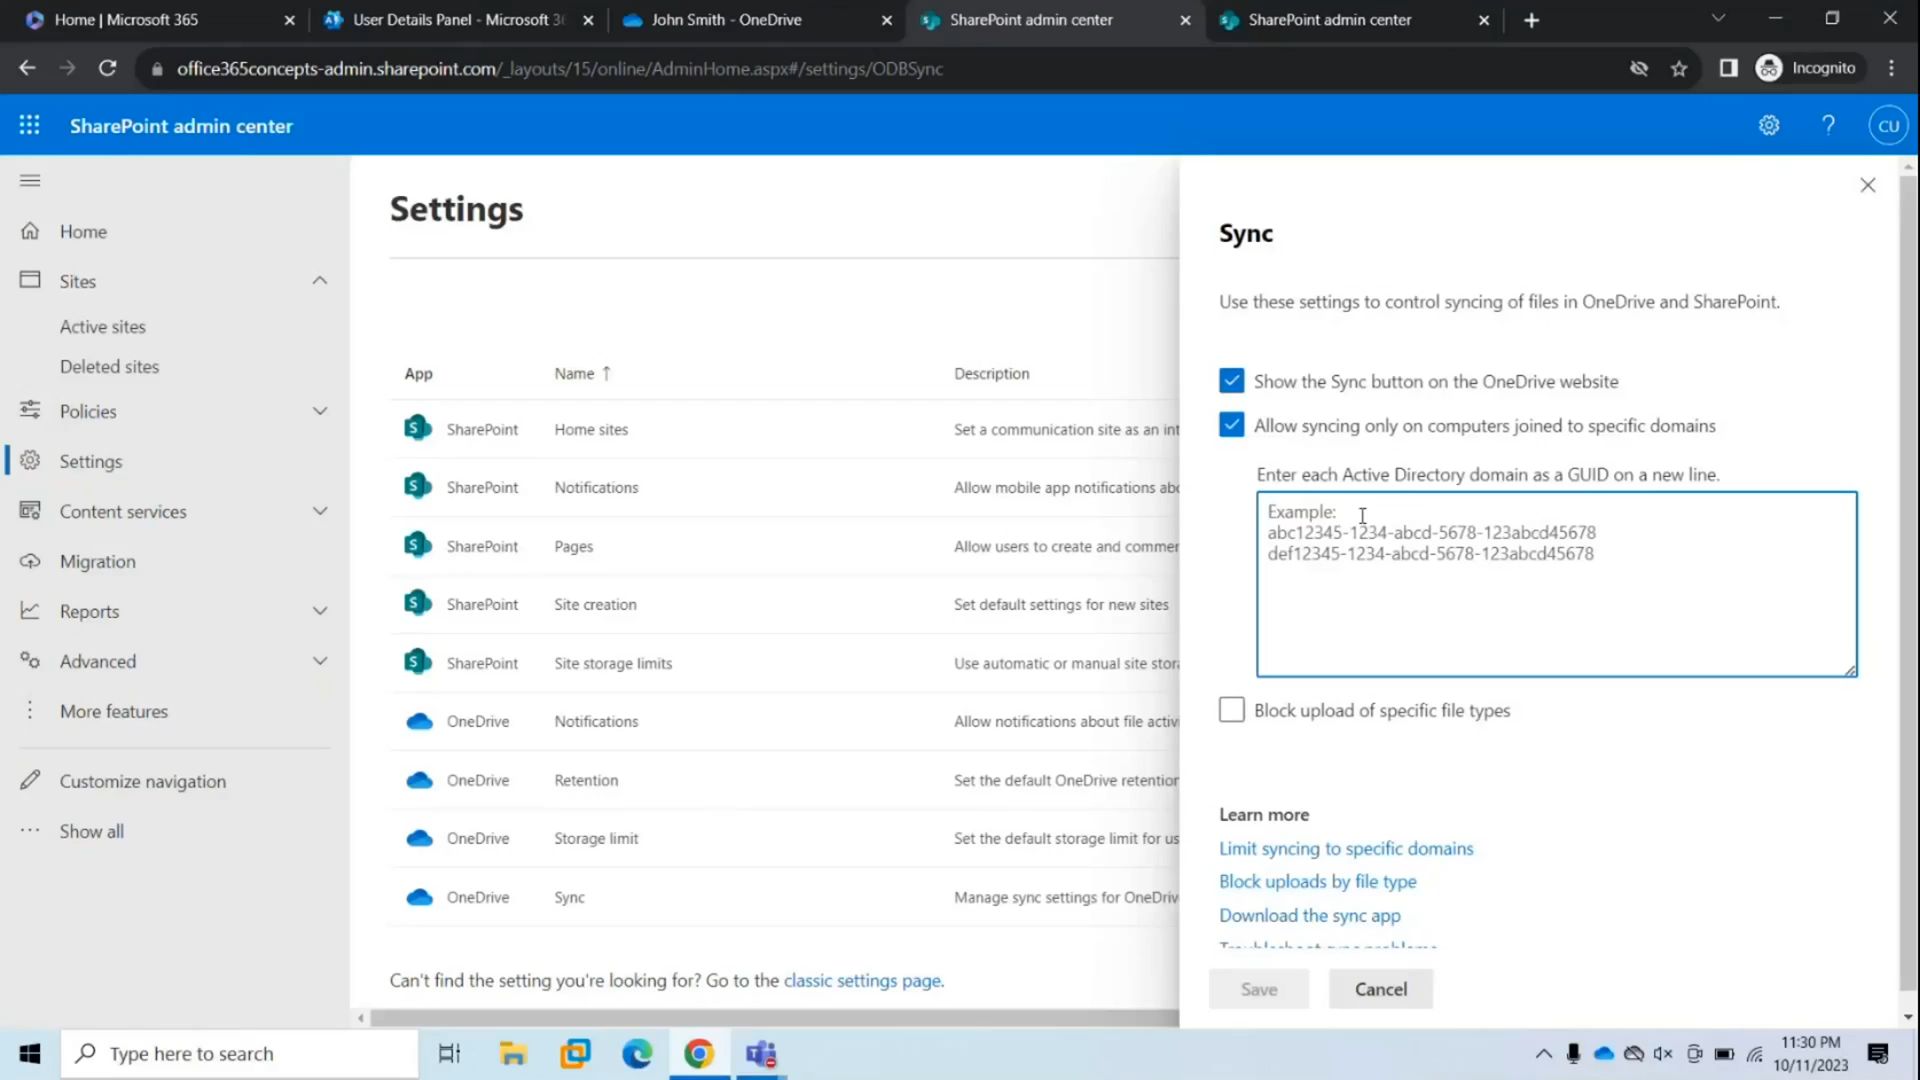 Home | Microsoft 365
User Details Panel - Microsoft 36
John Smith - OneDrive
SharePoint admin center
SharePoint admin center
office365concepts-admin.sharepoint.com/_layouts/15/online/AdminHome.aspx#/settings/ODBSync
Incognito
SharePoint admin center
?
CU
Home
Sites
Active sites
Deleted sites
Policies
Settings
Content services
Migration
Reports
Advanced
More features
Customize navigation
Show all
Settings
App Name ↑ Description
SharePoint Home sites Set a communication site as an int
SharePoint Notifications Allow mobile app notifications abo
SharePoint Pages Allow users to create and commer
SharePoint Site creation Set default settings for new sites
SharePoint Site storage limits Use automatic or manual site stora
OneDrive Notifications Allow notifications about file activi
OneDrive Retention Set the default OneDrive retention
OneDrive Storage limit Set the default storage limit for us
OneDrive Sync Manage sync settings for OneDriv
Can't find the setting you're looking for? Go to the classic settings page.
Sync
Use these settings to control syncing of files in OneDrive and SharePoint.
Show the Sync button on the OneDrive website
Allow syncing only on computers joined to specific domains
Enter each Active Directory domain as a GUID on a new line.
Example:
abc12345-1234-abcd-5678-123abcd45678
def12345-1234-abcd-5678-123abcd45678
Block upload of specific file types
Learn more
Limit syncing to specific domains
Block uploads by file type
Download the sync app
Troubleshoot sync problems
Save
Cancel
Type here to search
11:30 PM
10/11/2023